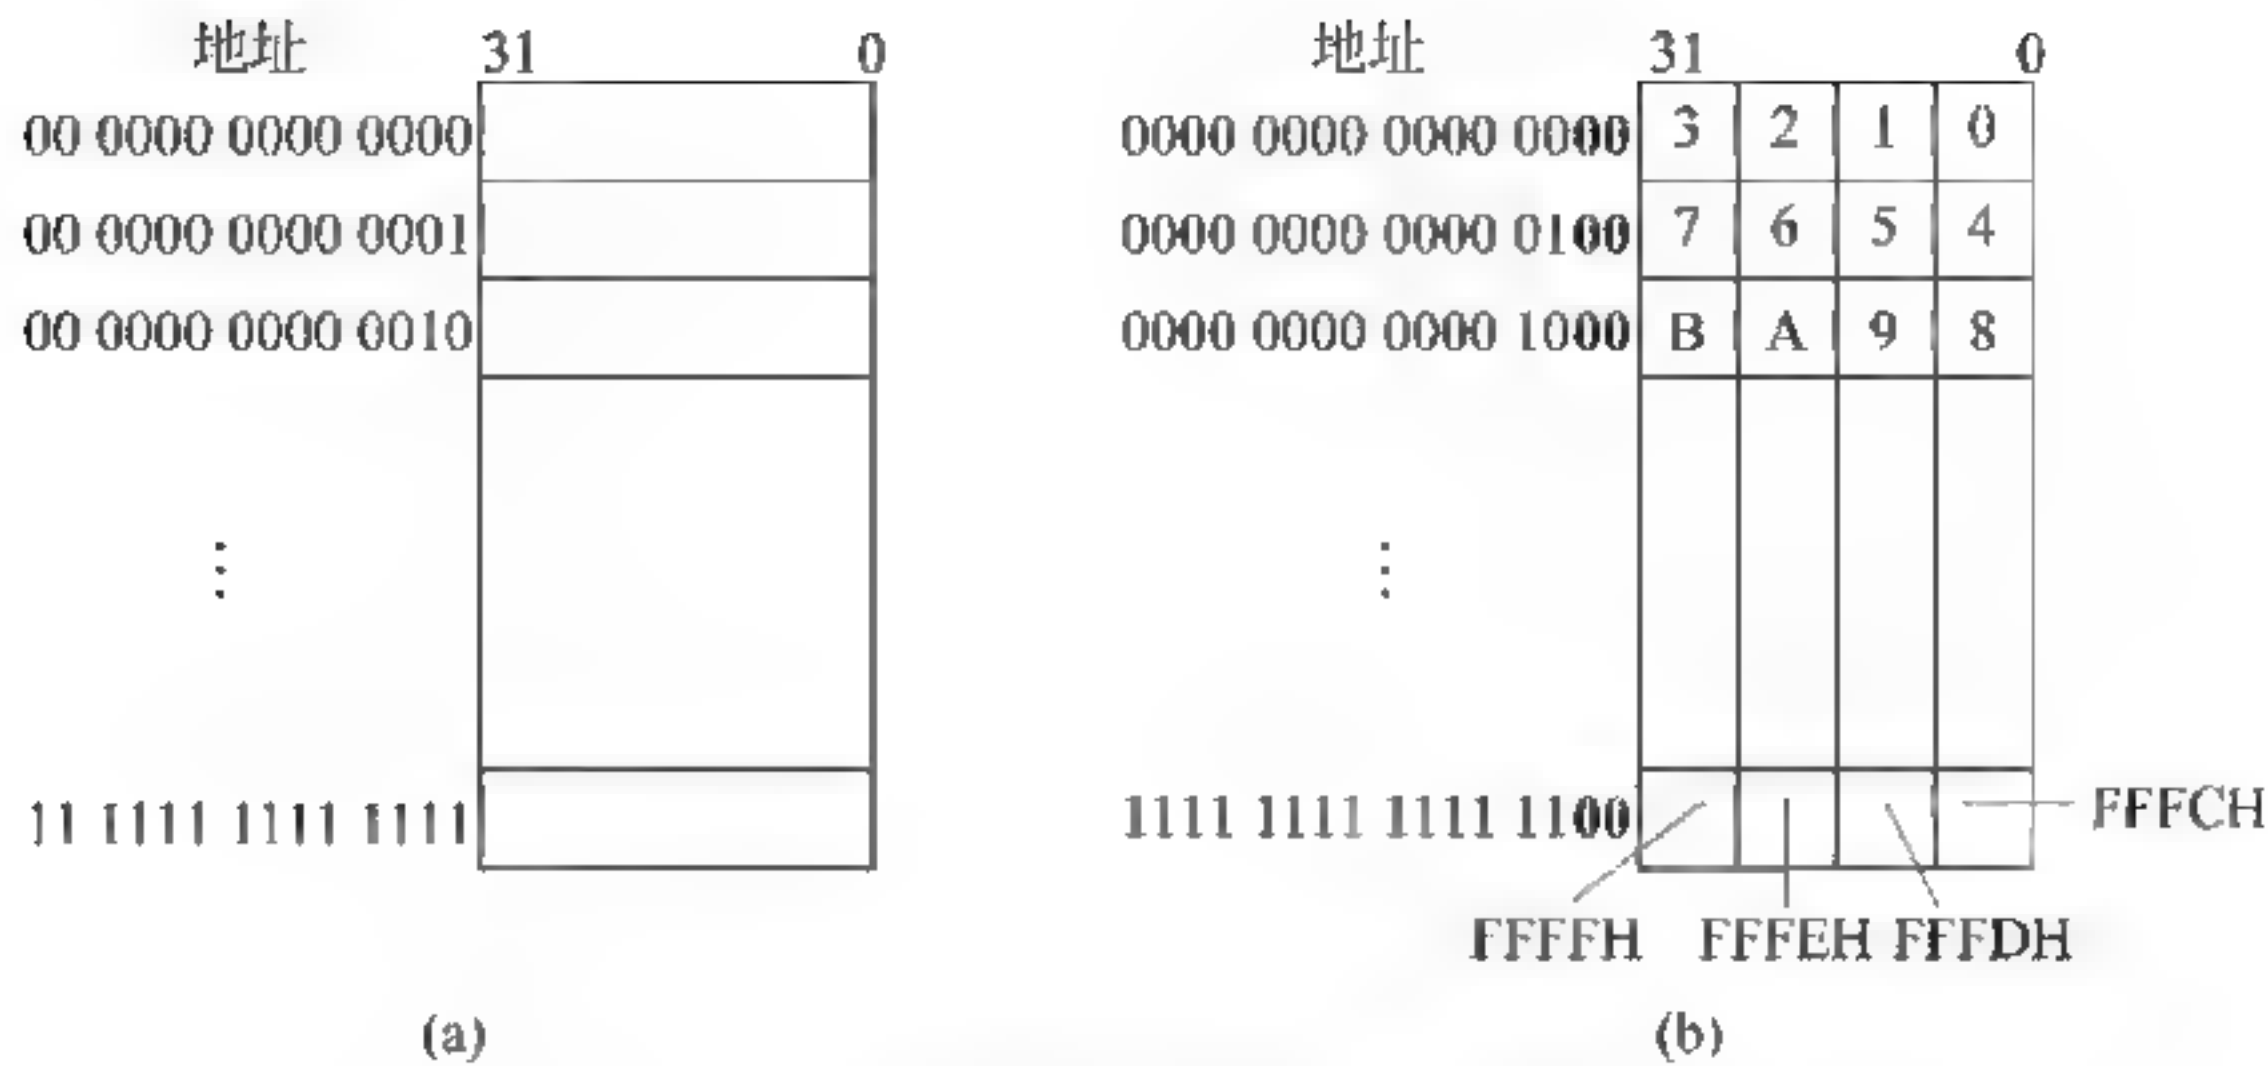 地址 31 0 地址 31 0
00 0000 0000 0000 0000 0000 0000 0000 3 2 1 0
00 0000 0000 0001 0000 0000 0000 0100 7 6 5 4
00 0000 0000 0010 0000 0000 0000 1000 B A 9 8
⋮ ⋮
11 1111 1111 1111 1111 1111 1111 1100 FFFCH
FFFFH FFFEH FFFDH
(a) (b)